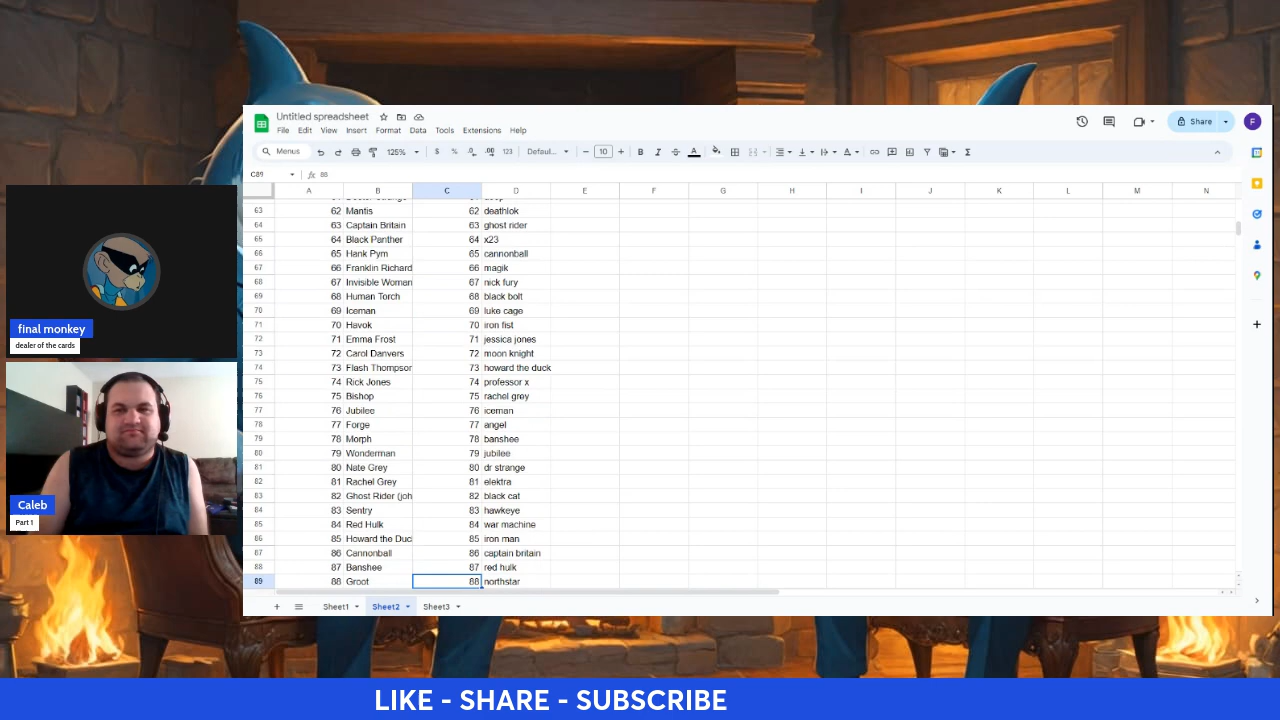 Untitled spreadsheet
File Edit View Insert Format Data Tools Extensions Help
Share
F
Menus 125% $ % .0 .00 123 Defaul... 10 B I A
C89 fx 88
A B C D E F G H I J K L M N
63 62 Mantis 62 deathlok
64 63 Captain Britain 63 ghost rider
65 64 Black Panther 64 x23
66 65 Hank Pym 65 cannonball
67 66 Franklin Richard 66 magik
68 67 Invisible Woman 67 nick fury
69 68 Human Torch 68 black bolt
70 69 Iceman 69 luke cage
71 70 Havok 70 iron fist
72 71 Emma Frost 71 jessica jones
73 72 Carol Danvers 72 moon knight
74 73 Flash Thompson 73 howard the duck
75 74 Rick Jones 74 professor x
76 75 Bishop 75 rachel grey
77 76 Jubilee 76 iceman
78 77 Forge 77 angel
79 78 Morph 78 banshee
80 79 Wonderman 79 jubilee
81 80 Nate Grey 80 dr strange
82 81 Rachel Grey 81 elektra
83 82 Ghost Rider (joh 82 black cat
84 83 Sentry 83 hawkeye
85 84 Red Hulk 84 war machine
86 85 Howard the Duc 85 iron man
87 86 Cannonball 86 captain britain
88 87 Banshee 87 red hulk
89 88 Groot 88 northstar
Sheet1 Sheet2 Sheet3
final monkey
dealer of the cards
Caleb
Part 1
LIKE - SHARE - SUBSCRIBE